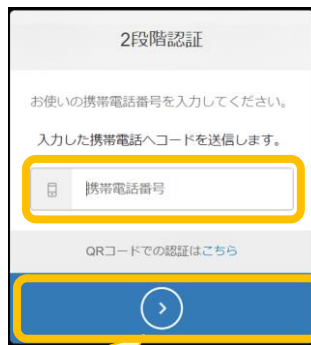 2段階認証
お使いの携帯電話番号を入力してください。
入力した携帯電話へコードを送信します。
携帯電話番号
QRコードでの認証はこちら